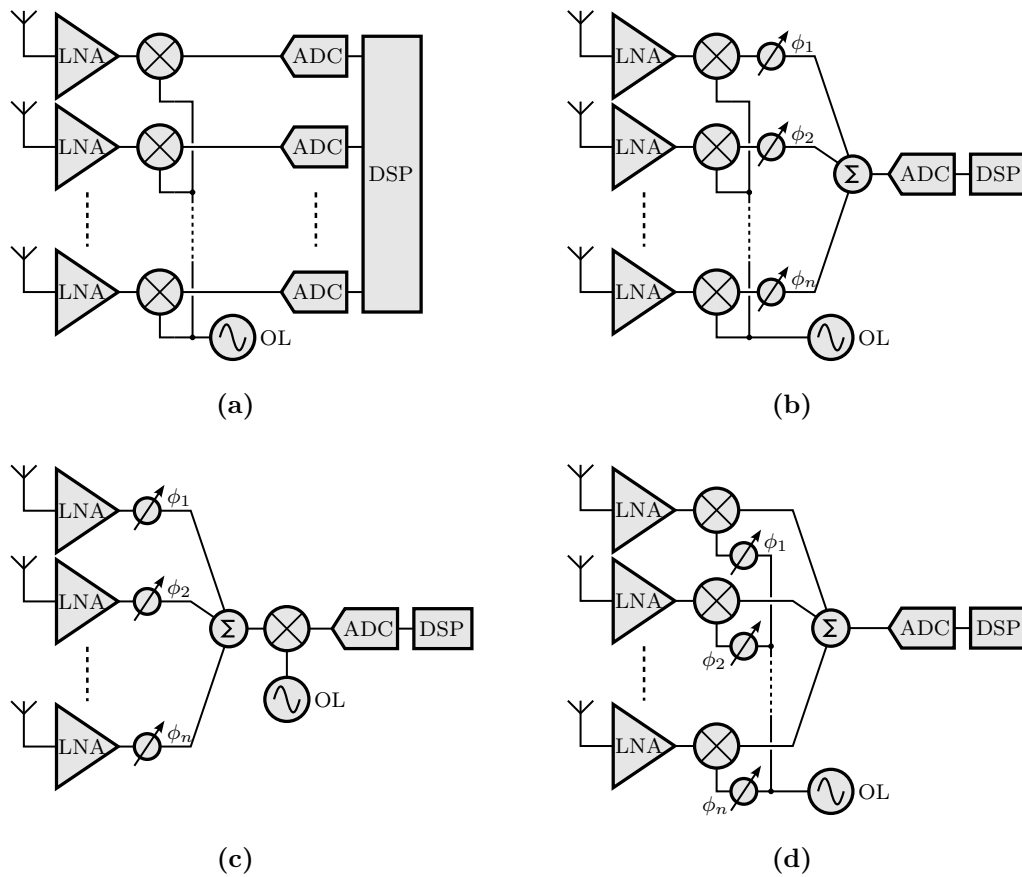 LNA ADC
LNA ADC DSP
LNA ADC
OL
(a)
LNA ϕ1
LNA ϕ2
Σ ADC DSP
LNA ϕn
OL
(b)
LNA ϕ1
LNA ϕ2
Σ ADC DSP
OL
LNA ϕn
(c)
LNA
ϕ1
LNA
Σ ADC DSP
ϕ2
LNA
ϕn OL
(d)